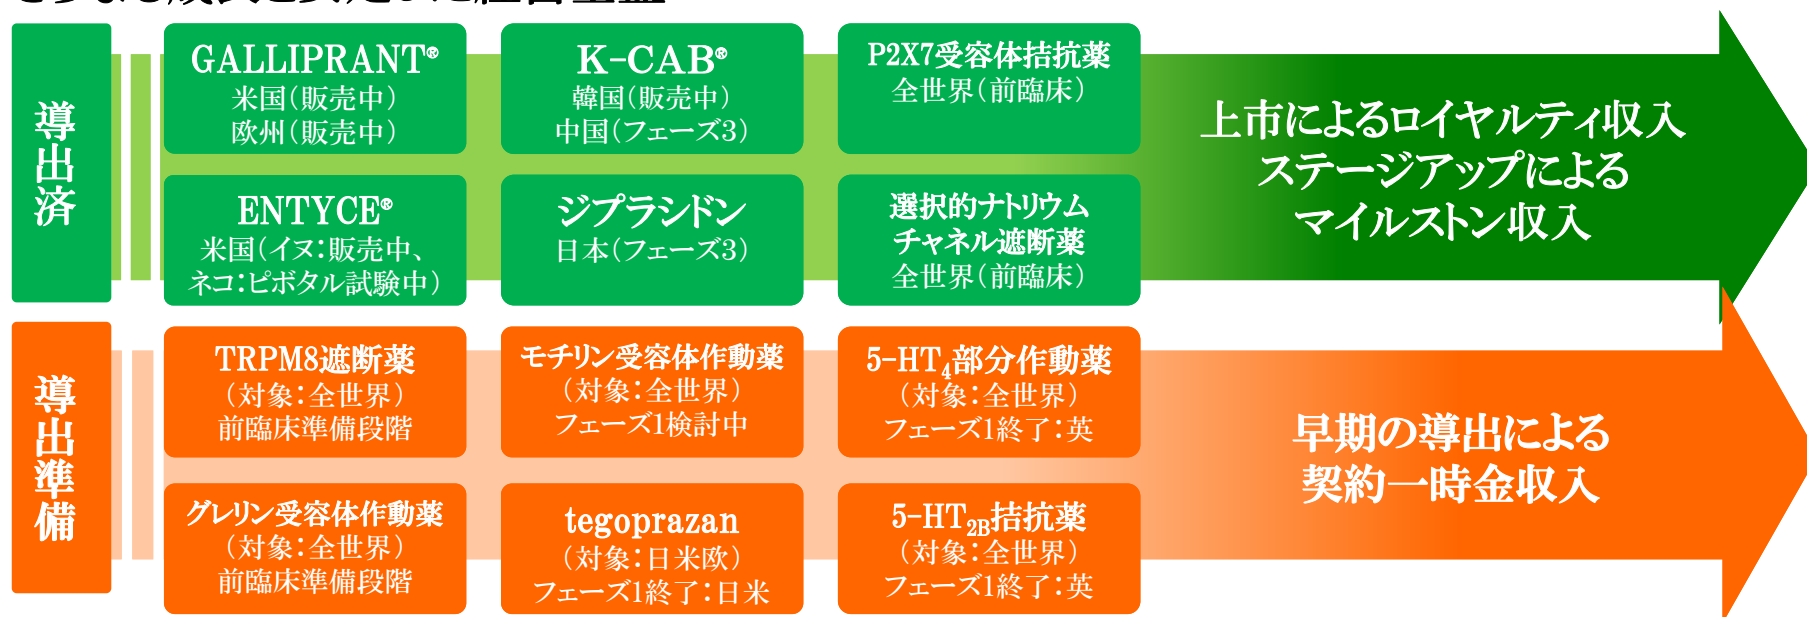 導出済
GALLIPRANT®
米国（販売中）
欧州（販売中）
K-CAB®
韓国（販売中）
中国（フェーズ3）
P2X7受容体拮抗薬
全世界（前臨床）
ENTYCE®
米国（イヌ：販売中、
ネコ：ピボタル試験中）
ジプラシドン
日本（フェーズ3）
選択的ナトリウム
チャネル遮断薬
全世界（前臨床）
上市によるロイヤルティ収入
ステージアップによる
マイルストン収入
導出準備
TRPM8遮断薬
（対象：全世界）
前臨床準備段階
モチリン受容体作動薬
（対象：全世界）
フェーズ1検討中
5-HT4部分作動薬
（対象：全世界）
フェーズ1終了：英
グレリン受容体作動薬
（対象：全世界）
前臨床準備段階
tegoprazan
（対象：日米欧）
フェーズ1終了：日米
5-HT2B拮抗薬
（対象：全世界）
フェーズ1終了：英
早期の導出による
契約一時金収入